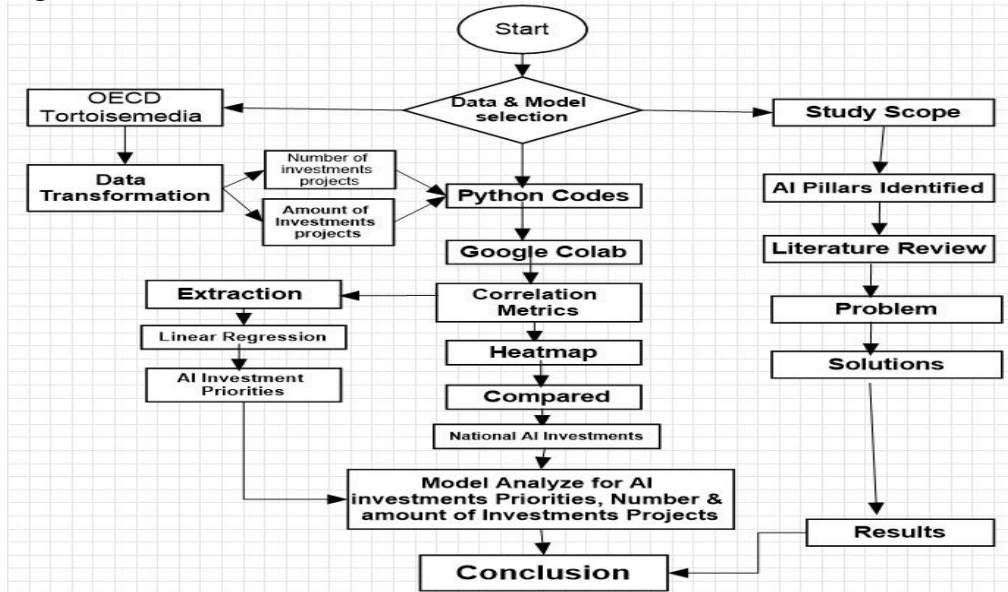 Start
Data & Model
selection
OECD
Tortoisemedia
Data
Transformation
Number of
investments
projects
Amount of
Investments
projects
Python Codes
Google Colab
Correlation
Metrics
Extraction
Linear Regression
AI Investment
Priorities
Heatmap
Compared
National AI Investments
Model Analyze for AI
investments Priorities, Number &
amount of Investments Projects
Study Scope
AI Pillars Identified
Literature Review
Problem
Solutions
Results
Conclusion